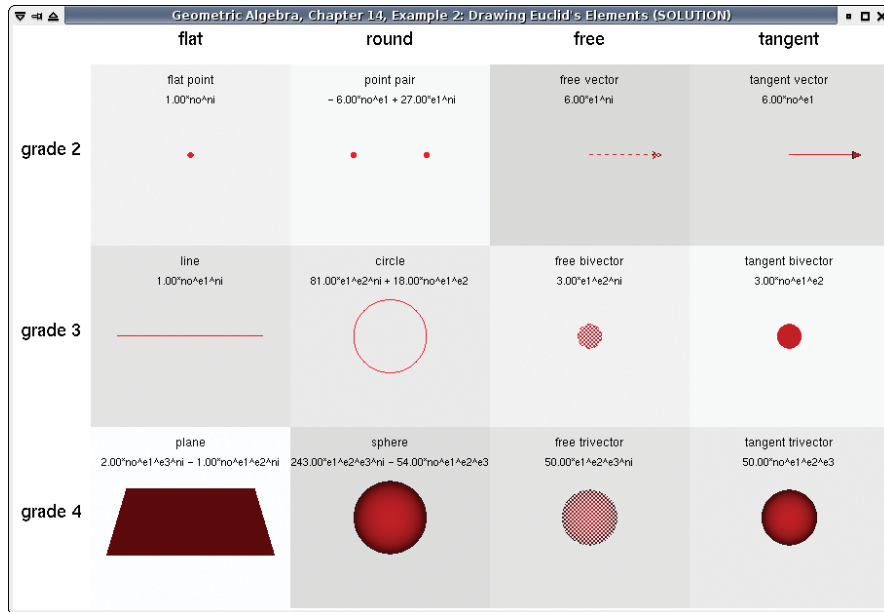 Geometric Algebra, Chapter 14, Example 2: Drawing Euclid's Elements (SOLUTION)
flat round free tangent
grade 2
flat point
1.00*no^ni
point pair
− 6.00*no^e1 + 27.00*e1^ni
free vector
6.00*e1^ni
tangent vector
6.00*no^e1
grade 3
line
1.00*no^e1^ni
circle
81.00*e1^e2^ni + 18.00*no^e1^e2
free bivector
3.00*e1^e2^ni
tangent bivector
3.00*no^e1^e2
grade 4
plane
2.00*no^e1^e3^ni − 1.00*no^e1^e2^ni
sphere
243.00*e1^e2^e3^ni − 54.00*no^e1^e2^e3
free trivector
50.00*e1^e2^e3^ni
tangent trivector
50.00*no^e1^e2^e3